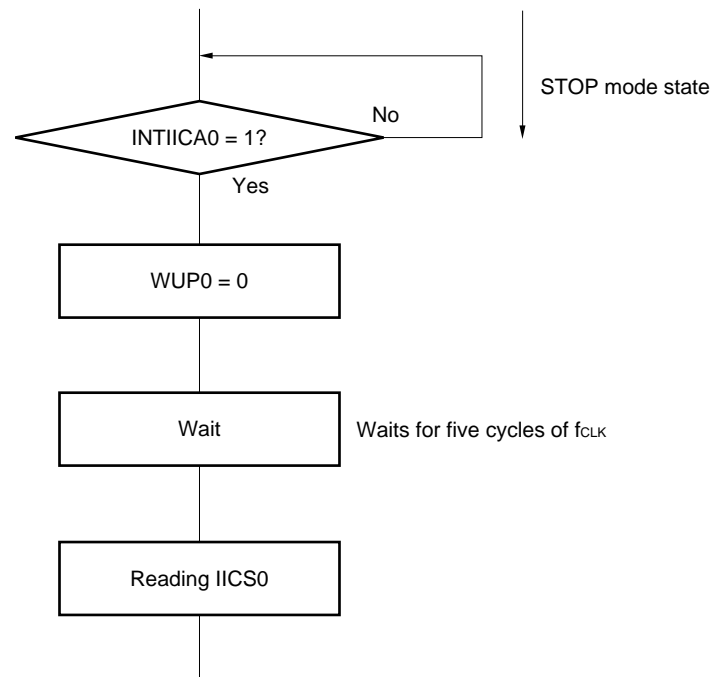 STOP mode state
No
INTIICA0 = 1?
Yes
WUP0 = 0
Wait
Waits for five cycles of fCLK
Reading IICS0